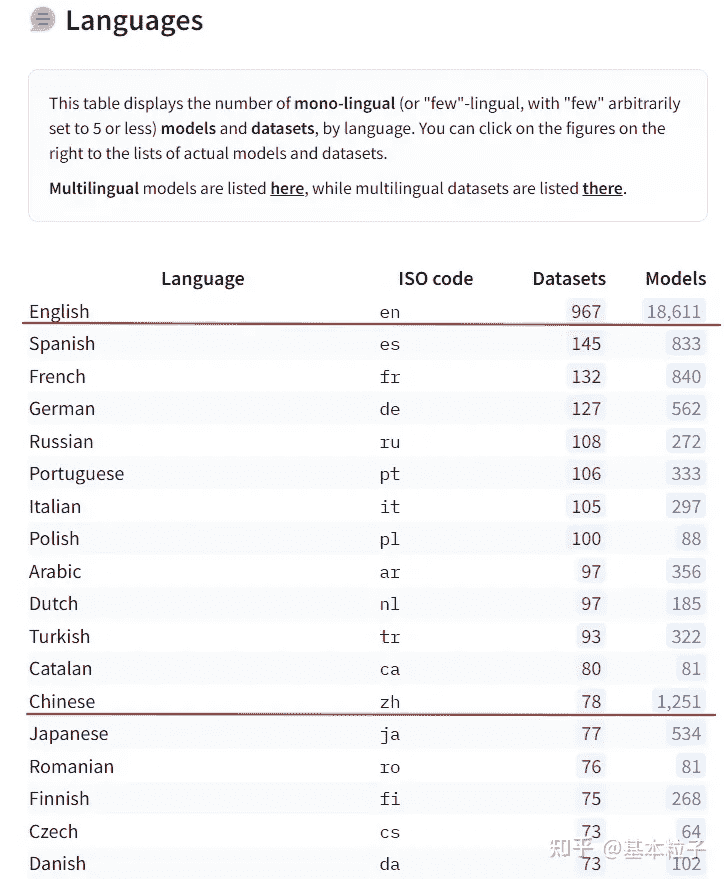 Languages
This table displays the number of mono-lingual (or "few"-lingual, with "few" arbitrarily
set to 5 or less) models and datasets, by language. You can click on the figures on the
right to the lists of actual models and datasets.
Multilingual models are listed here, while multilingual datasets are listed there.
Language ISO code Datasets Models
English en 967 18,611
Spanish es 145 833
French fr 132 840
German de 127 562
Russian ru 108 272
Portuguese pt 106 333
Italian it 105 297
Polish pl 100 88
Arabic ar 97 356
Dutch nl 97 185
Turkish tr 93 322
Catalan ca 80 81
Chinese zh 78 1,251
Japanese ja 77 534
Romanian ro 76 81
Finnish fi 75 268
Czech cs 73 64
Danish da 73 102
知乎 @基本粒子